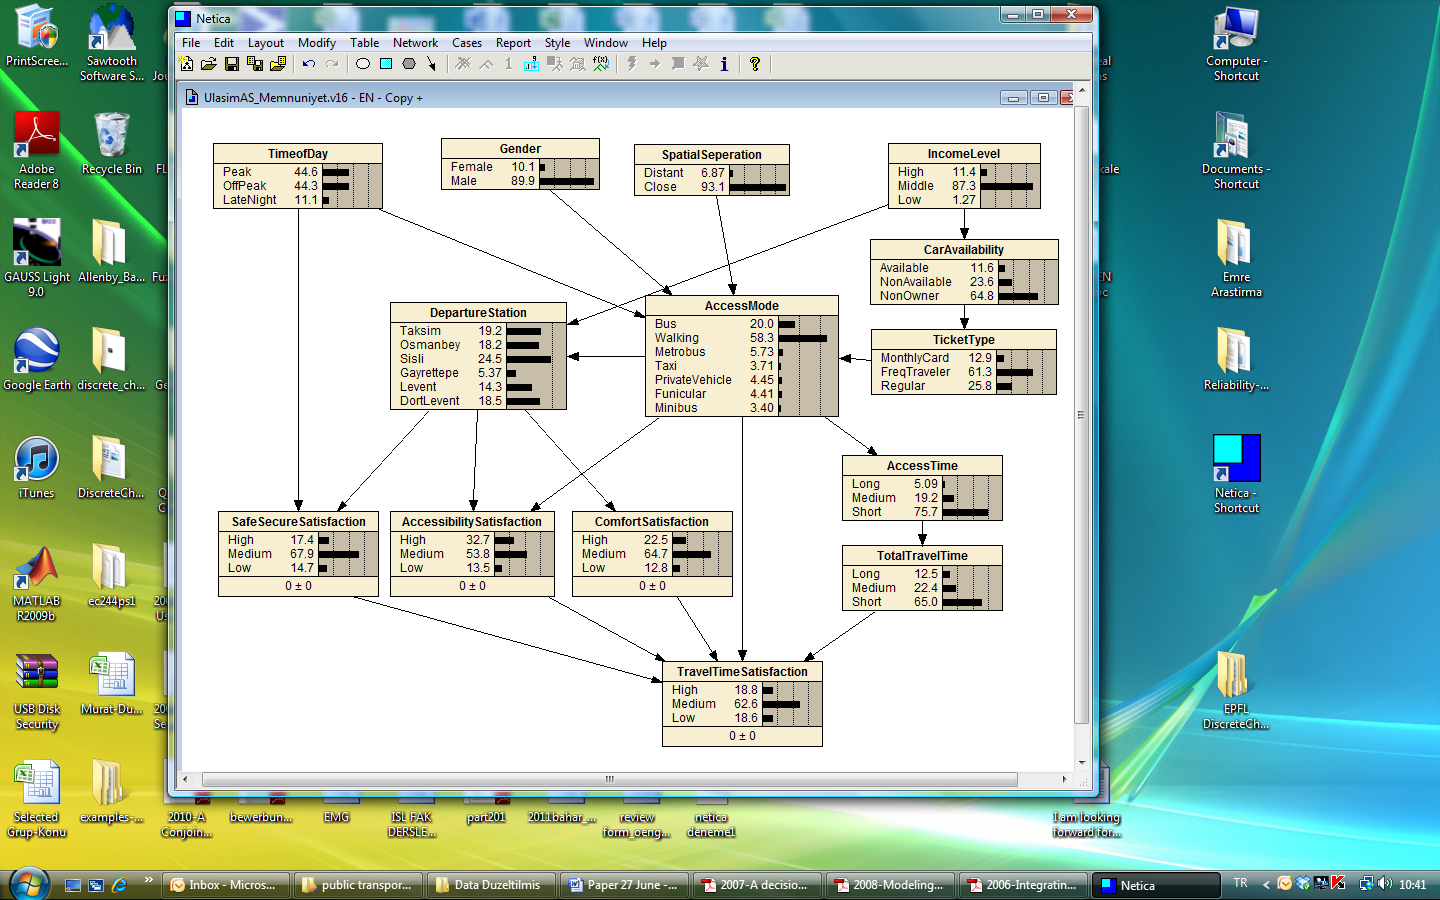 Netica
File Edit Layout Modify Table Network Cases Report Style Window Help
UlasimAS_Memnuniyet.v16 - EN - Copy +
TimeofDay
Peak 44.6
OffPeak 44.3
LateNight 11.1
Gender
Female 10.1
Male 89.9
SpatialSeperation
Distant 6.87
Close 93.1
IncomeLevel
High 11.4
Middle 87.3
Low 1.27
CarAvailability
Available 11.6
NonAvailable 23.6
NonOwner 64.8
DepartureStation
Taksim 19.2
Osmanbey 18.2
Sisli 24.5
Gayrettepe 5.37
Levent 14.3
DortLevent 18.5
AccessMode
Bus 20.0
Walking 58.3
Metrobus 5.73
Taxi 3.71
PrivateVehicle 4.45
Funicular 4.41
Minibus 3.40
TicketType
MonthlyCard 12.9
FreqTraveler 61.3
Regular 25.8
AccessTime
Long 5.09
Medium 19.2
Short 75.7
SafeSecureSatisfaction
High 17.4
Medium 67.9
Low 14.7
0 ± 0
AccessibilitySatisfaction
High 32.7
Medium 53.8
Low 13.5
0 ± 0
ComfortSatisfaction
High 22.5
Medium 64.7
Low 12.8
0 ± 0
TotalTravelTime
Long 12.5
Medium 22.4
Short 65.0
TravelTimeSatisfaction
High 18.8
Medium 62.6
Low 18.6
0 ± 0
PrintScree...
Sawtooth
Software S...
Adobe
Reader 8
Recycle Bin
GAUSS Light
9.0
Allenby_Ba...
Google Earth
discrete_ch...
iTunes
DiscreteCh...
MATLAB
R2009b
ec244ps1
USB Disk
Security
Murat-Du...
Selected
Grup-Konu
examples-...
2010-A
Conjoin...
bewerbun...
EMG
ISL FAK
DERSLE...
part201
2011bahar_...
review
form_oeng...
netica
deneme1
I am looking
forward for...
Computer -
Shortcut
Documents -
Shortcut
Emre
Arastirma
Reliability-...
Netica -
Shortcut
EPFL
DiscreteCh...
Inbox - Micros...
public transpor...
Data Duzeltilmis
Paper 27 June -...
2007-A decisio...
2008-Modeling...
2006-Integratin...
Netica
TR
10:41